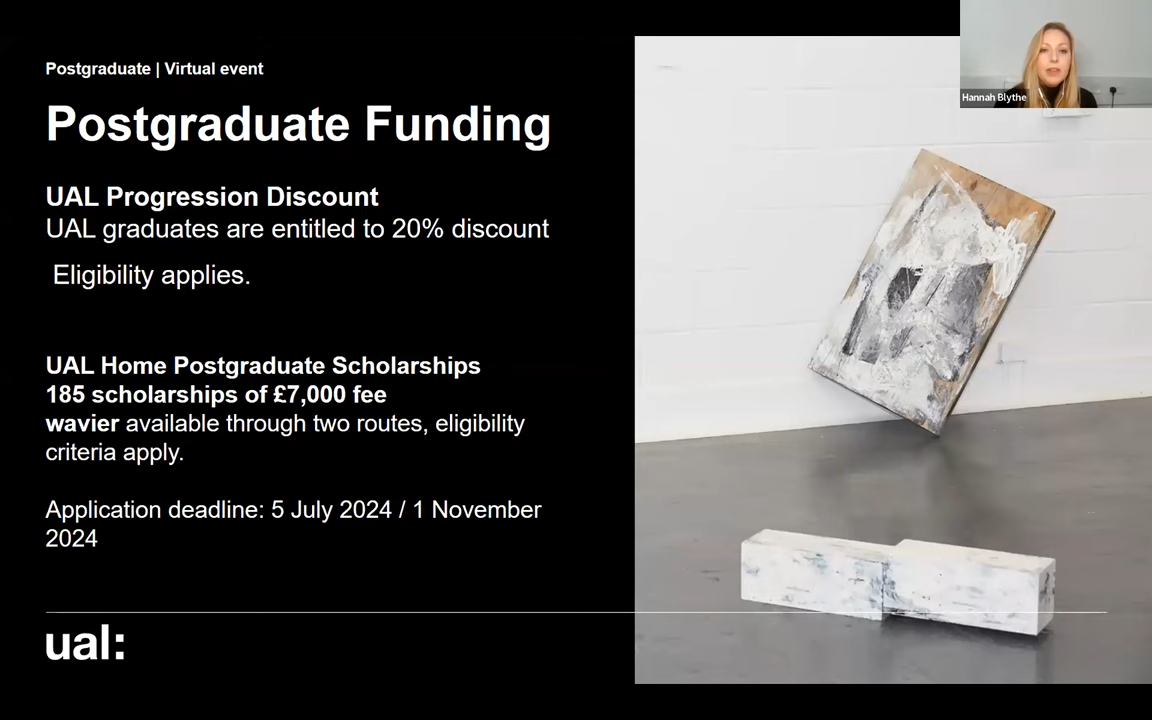 Postgraduate | Virtual event
Hannah Blythe
Postgraduate Funding
UAL Progression Discount
UAL graduates are entitled to 20% discount
Eligibility applies.
UAL Home Postgraduate Scholarships
185 scholarships of £7,000 fee
wavier available through two routes, eligibility
criteria apply.
Application deadline: 5 July 2024 / 1 November
2024
ual: